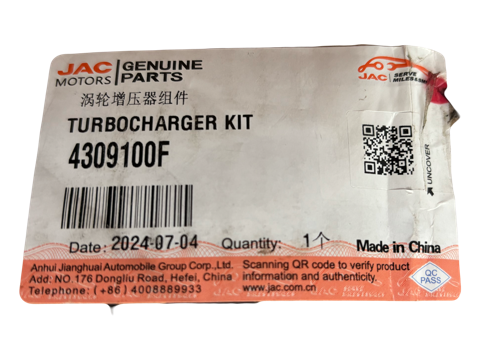 JAC MOTORS GENUINE PARTS
JAC SERVE
涡轮增压器组件
TURBOCHARGER KIT
4309100F
UNCOVER
Date: 2024-07-04 Quantity: 1个 Made in China
Anhui Jianghuai Automobile Group Corp.,Ltd.
Add: NO.176 Dongliu Road, Hefei, China
Telephone: (+86) 4008889933
Scanning QR code to verify product
information and authenticity.
www.jac.com.cn
QC
PASS